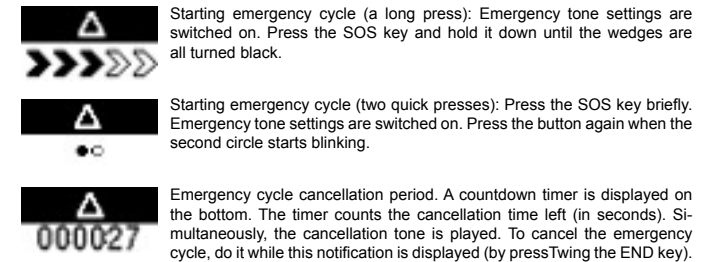 Starting emergency cycle (a long press): Emergency tone settings are
switched on. Press the SOS key and hold it down until the wedges are
all turned black.
Starting emergency cycle (two quick presses): Press the SOS key briefly.
Emergency tone settings are switched on. Press the button again when the
second circle starts blinking.
Emergency cycle cancellation period. A countdown timer is displayed on
the bottom. The timer counts the cancellation time left (in seconds). Si-
multaneously, the cancellation tone is played. To cancel the emergency
cycle, do it while this notification is displayed (by pressTwing the END key).
000027